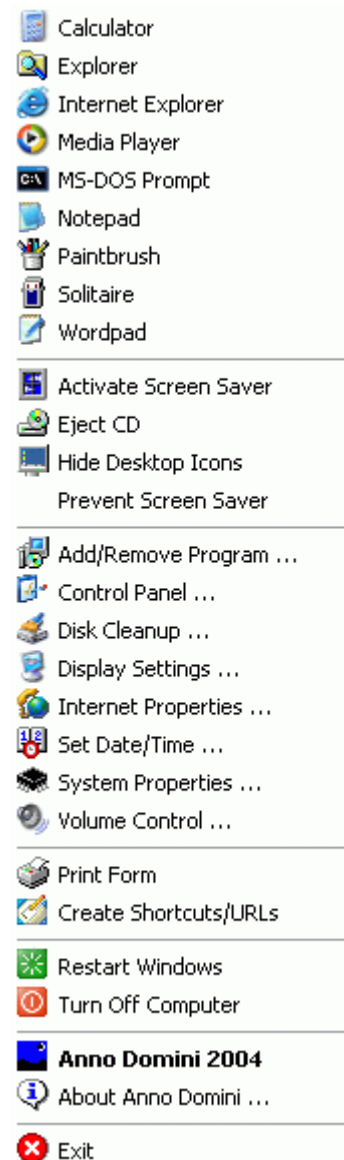 Calculator
Explorer
Internet Explorer
Media Player
C:\ MS-DOS Prompt
Notepad
Paintbrush
Solitaire
Wordpad
Activate Screen Saver
Eject CD
Hide Desktop Icons
Prevent Screen Saver
Add/Remove Program ...
Control Panel ...
Disk Cleanup ...
Display Settings ...
Internet Properties ...
12 Set Date/Time ...
System Properties ...
Volume Control ...
Print Form
Create Shortcuts/URLs
Restart Windows
Turn Off Computer
Anno Domini 2004
About Anno Domini ...
Exit